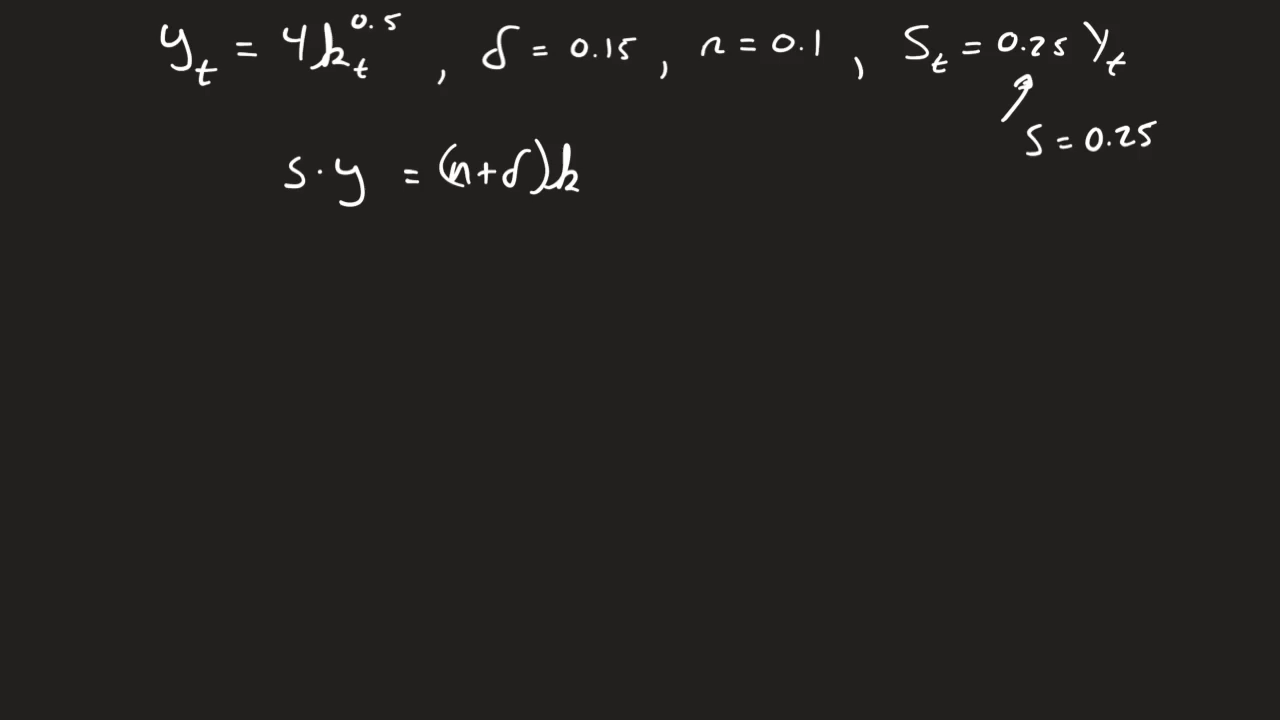 y_t = 4k_t^0.5 , δ = 0.15 , n = 0.1 , S_t = 0.25 Y_t
s = 0.25
s · y = (n+δ)k